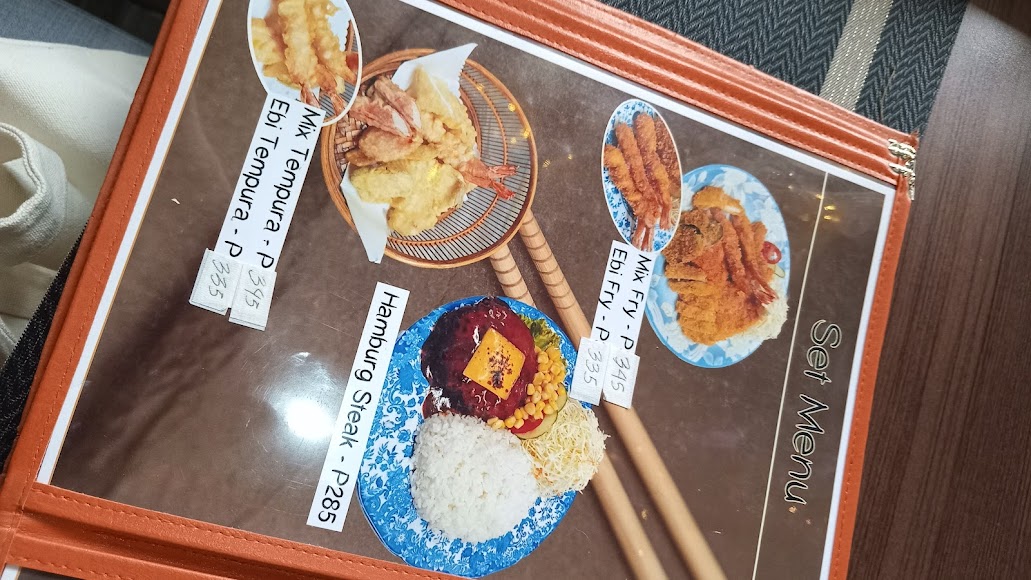 Set Menu
Mix Fry - P 345
Ebi Fry - P 335
Mix Tempura - P 345
Ebi Tempura - P 335
Hamburg Steak - P285